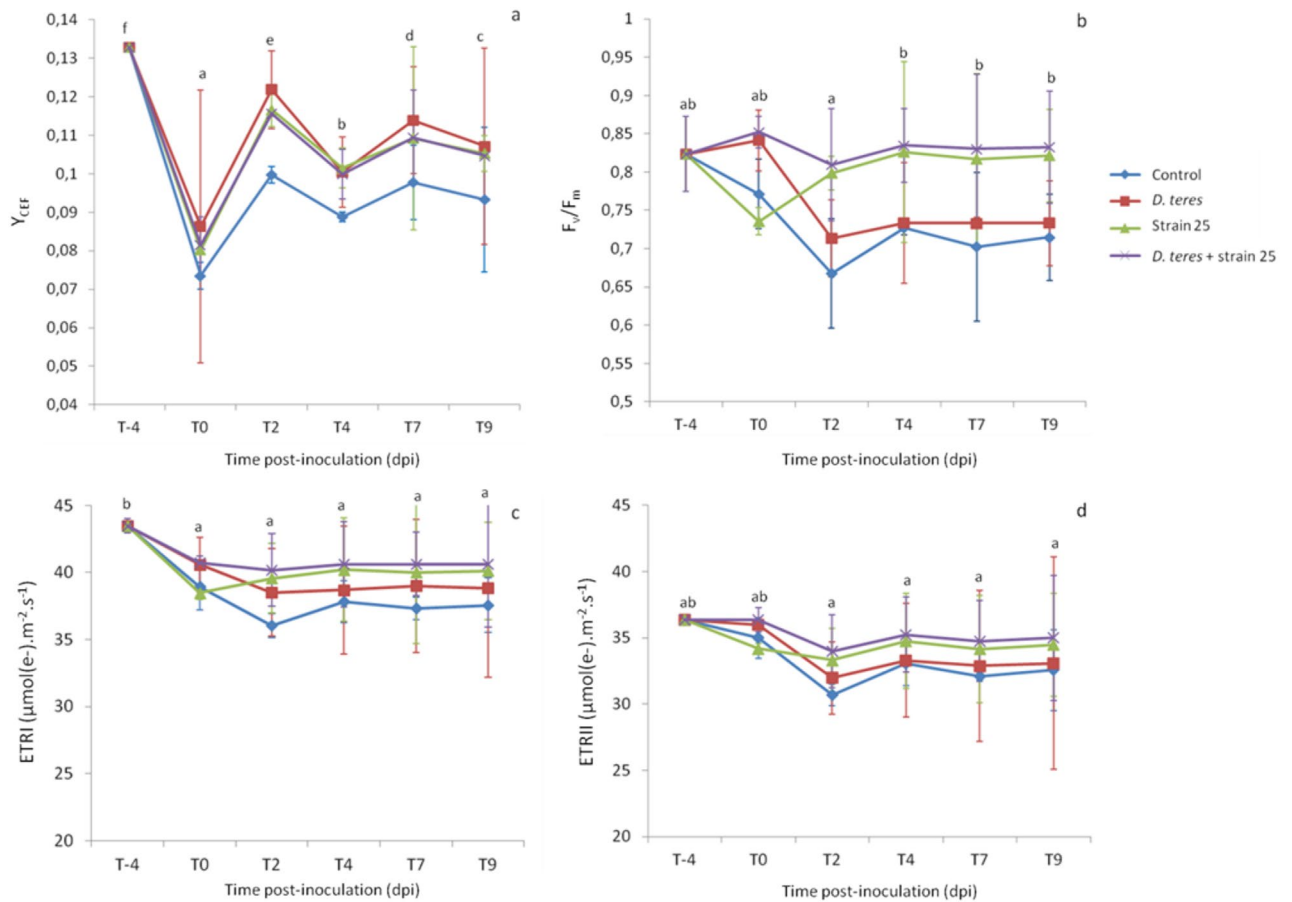 a
0,14
0,13
0,12
0,11
0,1
0,09
0,08
0,07
0,06
0,05
0,04
Y_CEF
f
a
e
b
d
c
T-4 T0 T2 T4 T7 T9
Time post-inoculation (dpi)
b
1
0,95
0,9
0,85
0,8
0,75
0,7
0,65
0,6
0,55
0,5
Fv/Fm
ab
ab
a
b
b
b
T-4 T0 T2 T4 T7 T9
Time post-inoculation (dpi)
Control
D. teres
Strain 25
D. teres + strain 25
c
45
40
35
30
25
20
ETRI (µmol(e-).m⁻².s⁻¹)
b
a
a
a
a
a
T-4 T0 T2 T4 T7 T9
Time post-inoculation (dpi)
d
45
40
35
30
25
20
ETRII (µmol(e-).m⁻².s⁻¹)
ab
ab
a
a
a
a
T-4 T0 T2 T4 T7 T9
Time post-inoculation (dpi)